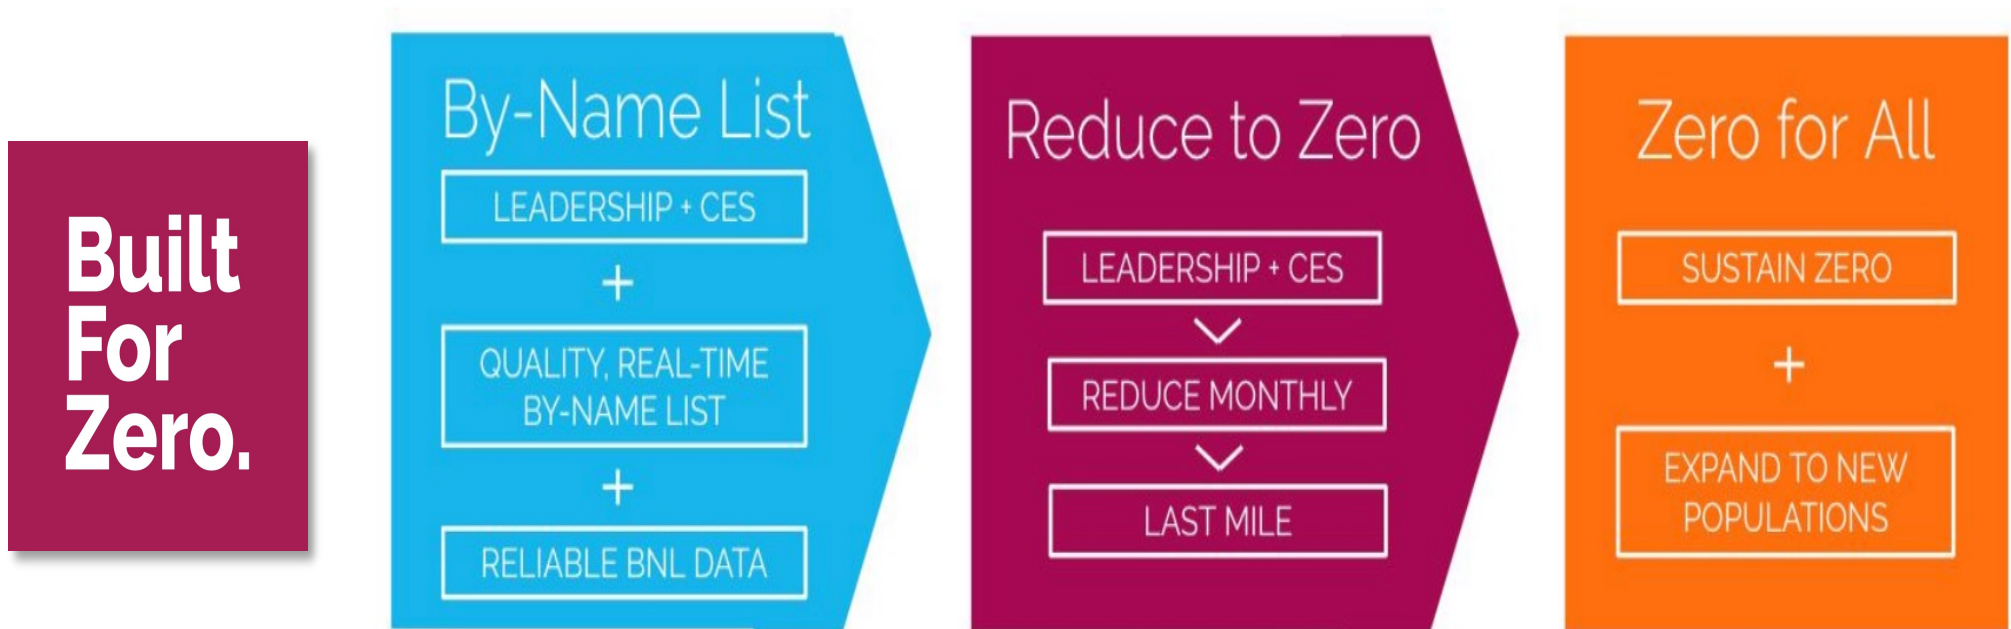 Built
For
Zero.
By-Name List
LEADERSHIP + CES
+
QUALITY, REAL-TIME
BY-NAME LIST
+
RELIABLE BNL DATA
Reduce to Zero
LEADERSHIP + CES
REDUCE MONTHLY
LAST MILE
Zero for All
SUSTAIN ZERO
+
EXPAND TO NEW
POPULATIONS